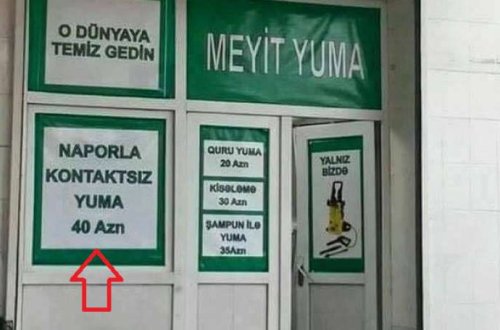 O DÜNYAYA
TEMİZ GEDİN
MEYİT YUMA
NAPORLA
KONTAKTSIZ
YUMA
40 Azn
QURU YUMA
20 Azn
KİSƏLƏMƏ
30 Azn
ŞAMPUN İLƏ
YUMA
35Azn
YALNIZ
BİZDƏ